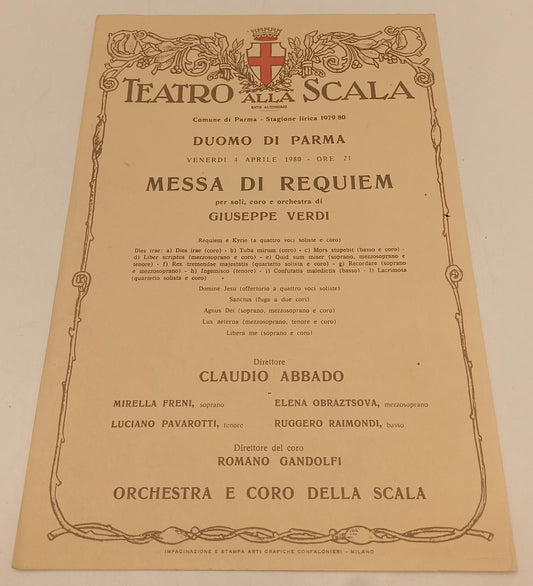 TEATRO ALLA SCALA
ENTE AUTONOMO
Comune di Parma - Stagione lirica 1979/80
DUOMO DI PARMA
VENERDI 4 APRILE 1980 - ORE 21
MESSA DI REQUIEM
per soli, coro e orchestra di
GIUSEPPE VERDI
Requiem e Kyrie (a quattro voci soliste e coro)
Dies irae: a) Dies irae (coro) - b) Tuba mirum (coro) - c) Mors stupebit (basso e coro) -
d) Liber scriptus (mezzosoprano e coro) - e) Quid sum miser (soprano, mezzosoprano e
tenore) - f) Rex tremendae majestatis (quartetto solista e coro) - g) Recordare (soprano
e mezzosoprano) - h) Ingemisco (tenore) - i) Confutatis maledictis (basso) - l) Lacrimosa
(quartetto solista e coro)
Domine Jesu (offertorio a quattro voci soliste)
Sanctus (fuga a due cori)
Agnus Dei (soprano, mezzosoprano e coro)
Lux aeterna (mezzosoprano, tenore e coro)
Libera me (soprano e coro)
Direttore
CLAUDIO ABBADO
MIRELLA FRENI, soprano ELENA OBRAZTSOVA, mezzosoprano
LUCIANO PAVAROTTI, tenore RUGGERO RAIMONDI, basso
Direttore del coro
ROMANO GANDOLFI
ORCHESTRA E CORO DELLA SCALA
IMPAGINAZIONE E STAMPA ARTI GRAFICHE CONFALONIERI - MILANO